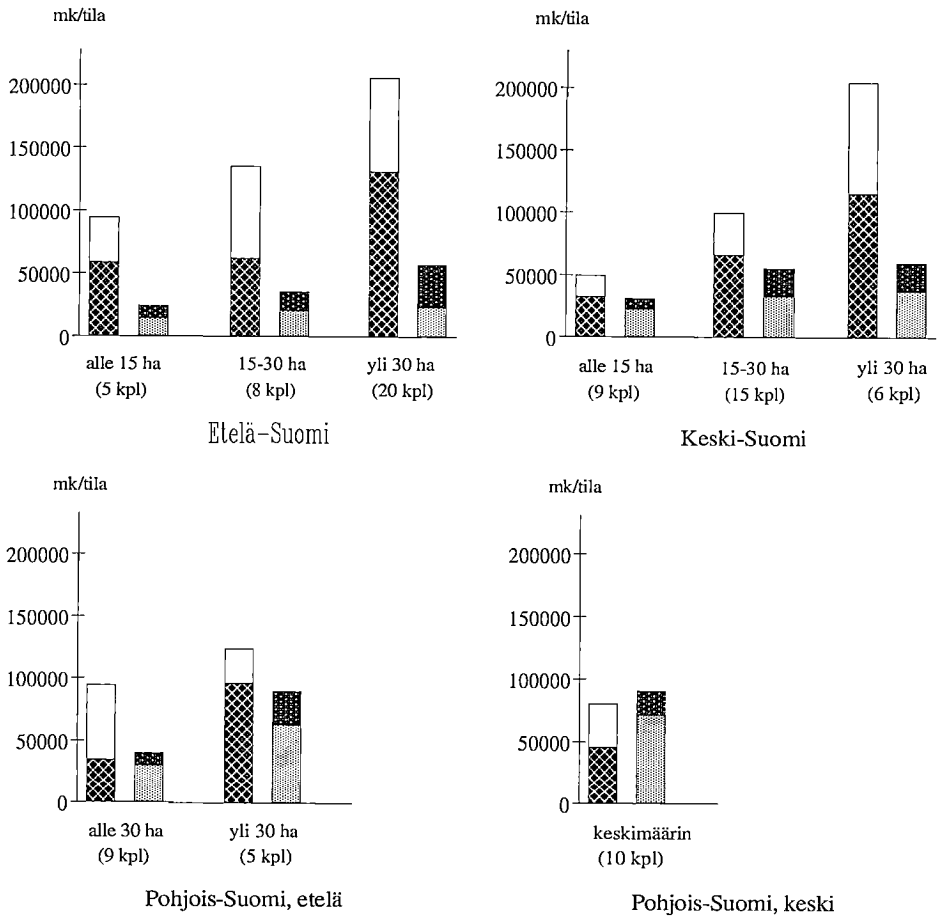 mk/tila
200000
150000
100000
50000
0
alle 15 ha 15-30 ha yli 30 ha
(5 kpl) (8 kpl) (20 kpl)
Etelä-Suomi
mk/tila
200000
150000
100000
50000
0
alle 15 ha 15-30 ha yli 30 ha
(9 kpl) (15 kpl) (6 kpl)
Keski-Suomi
mk/tila
200000
150000
100000
50000
0
alle 30 ha yli 30 ha
(9 kpl) (5 kpl)
Pohjois-Suomi, etelä
mk/tila
200000
150000
100000
50000
0
keskimäärin
(10 kpl)
Pohjois-Suomi, keski